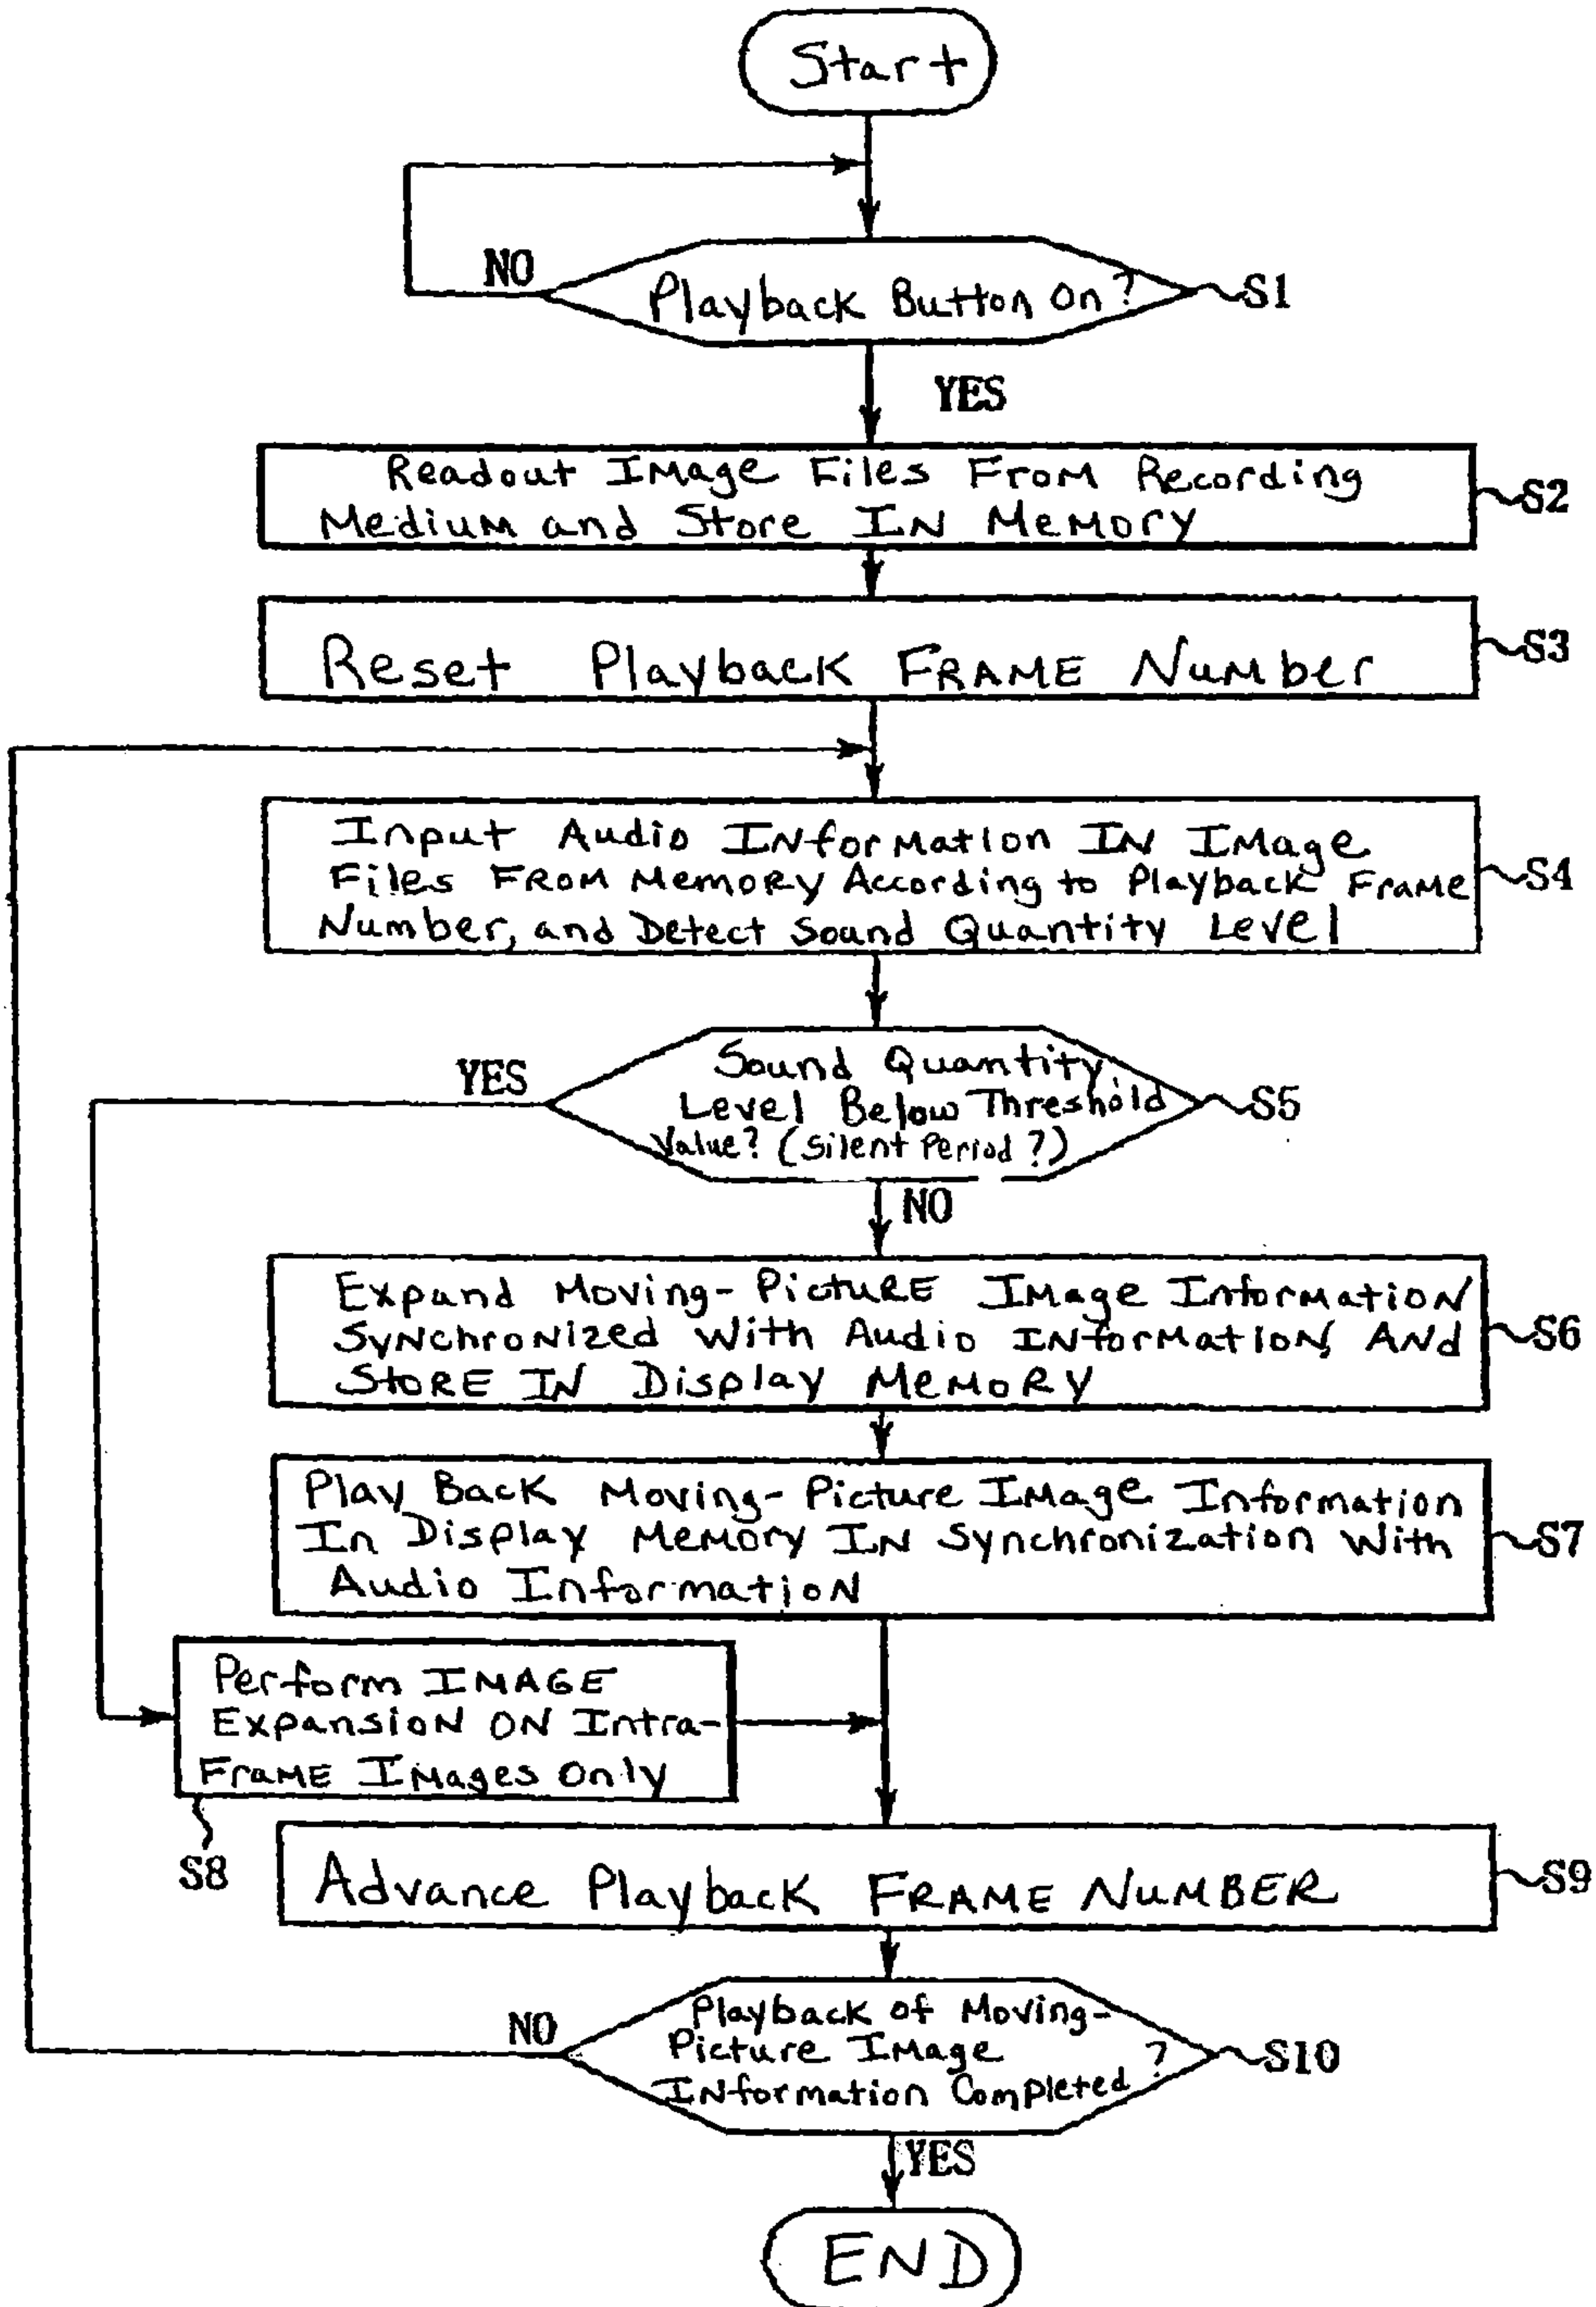 Start
NO
Playback Button On?
S1
YES
Readout Image Files From Recording
Medium and Store In Memory
S2
Reset Playback Frame Number
S3
Input Audio Information In Image
Files From Memory According to Playback Frame
Number, and Detect Sound Quantity Level
S4
YES
Sound Quantity
Level Below Threshold
Value? (Silent Period?)
S5
NO
Expand Moving-Picture Image Information
Synchronized With Audio Information, And
Store In Display Memory
S6
Play Back Moving-Picture Image Information
In Display Memory In Synchronization With
Audio Information
S7
Perform Image
Expansion On Intra-
Frame Images Only
S8
Advance Playback Frame Number
S9
NO
Playback of Moving-
Picture Image
Information Completed?
S10
YES
END